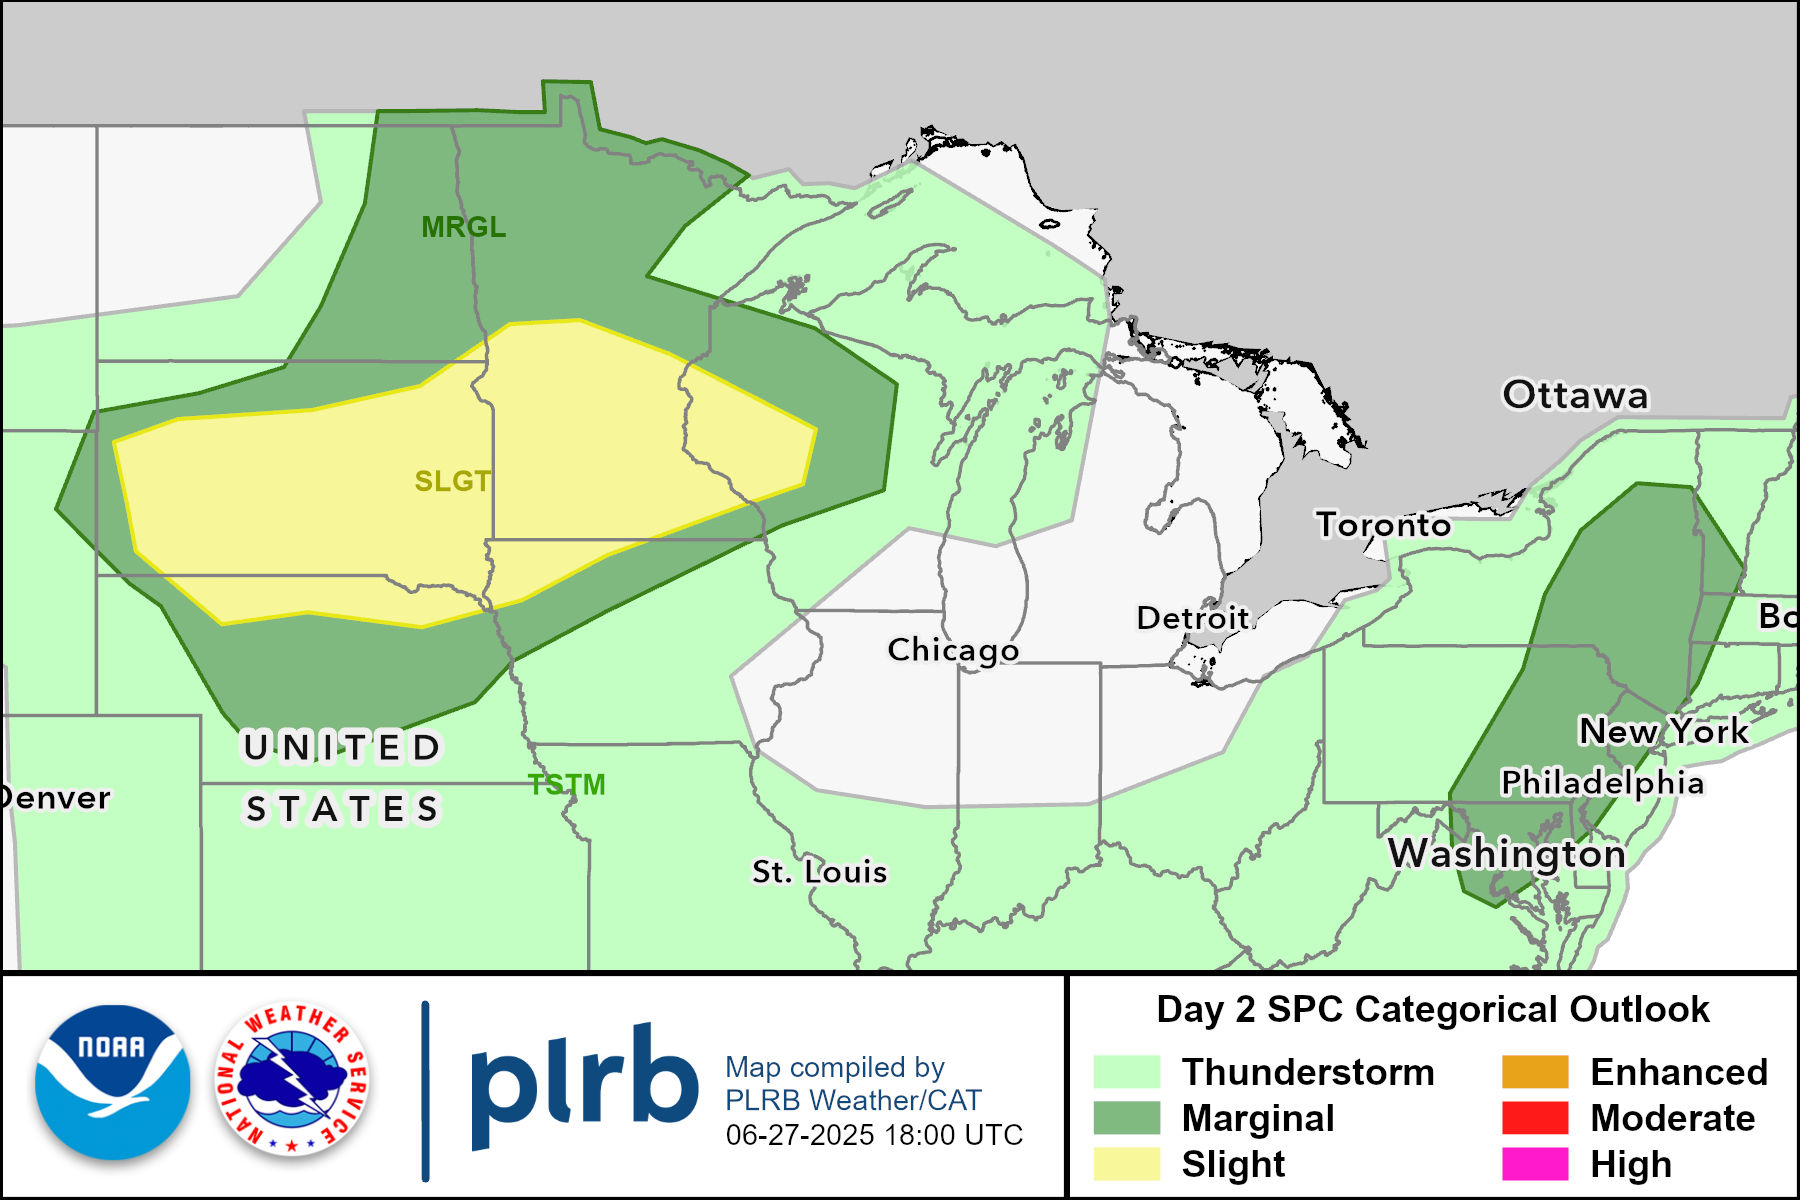 MRGL
Ottawa
SLGT
Toronto
Detroit
Bo
Chicago
New York
UNITED
STATES
Philadelphia
TSTM
Denver
Washington
St. Louis
NOAA
NATIONAL WEATHER SERVICE
plrb
Map compiled by
PLRB Weather/CAT
06-27-2025 18:00 UTC
Day 2 SPC Categorical Outlook
Thunderstorm
Marginal
Slight
Enhanced
Moderate
High